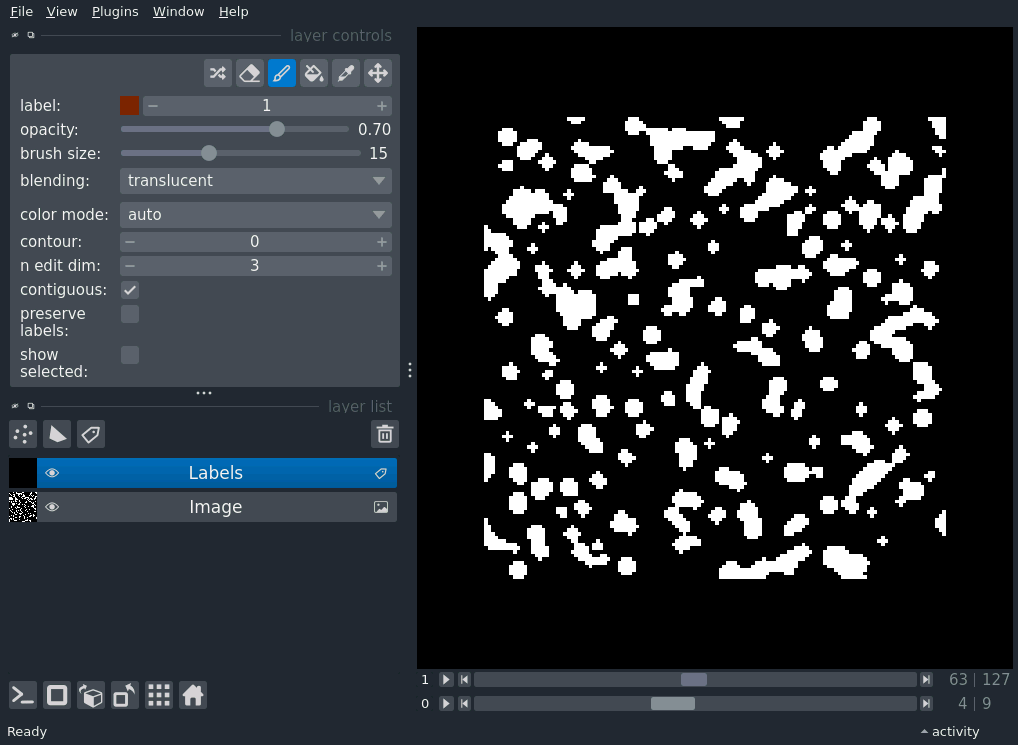 File View Plugins Window Help
layer controls
label: 1
opacity: 0.70
brush size: 15
blending: translucent
color mode: auto
contour: 0
n edit dim: 3
contiguous:
preserve
labels:
show
selected:
layer list
Labels
Image
1 63 | 127
0 4 | 9
Ready activity